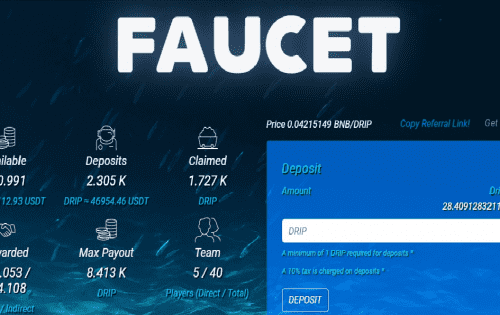 FAUCET
Price 0.04215149 BNB/DRIP Copy Referral Link! Get
ilable Deposits Claimed
0.991 2.305 K 1.727 K
12.93 USDT DRIP ≈ 46954.46 USDT DRIP
Deposit
Amount Dri
28.4091283211
DRIP
A minimum of 1 DRIP required for deposits *
A 10% tax is charged on deposits *
DEPOSIT
warded Max Payout Team
.053 / 8.413 K 5 / 40
4.108 DRIP Players (Direct / Total)
/ Indirect